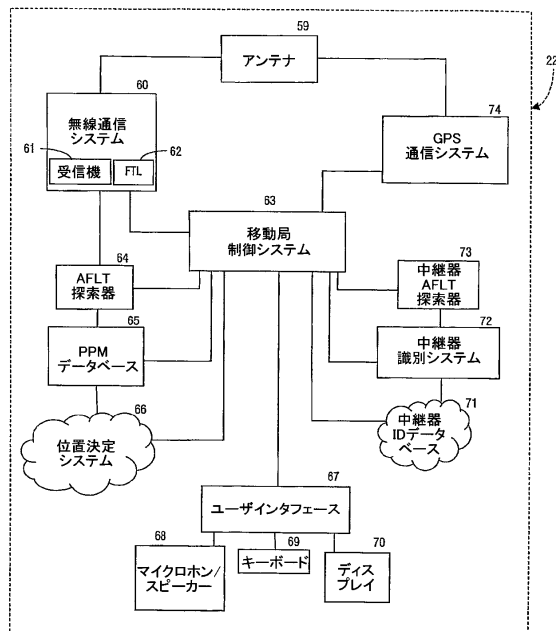 59
アンテナ
22
60
無線通信
システム
61
受信機
62
FTL
74
GPS
通信システム
63
移動局
制御システム
64
AFLT
探索器
73
中継器
AFLT
探索器
65
PPM
データベース
72
中継器
識別システム
66
位置決定
システム
71
中継器
IDデータ
ベース
67
ユーザインタフェース
68
マイクロホン/
スピーカー
69
キーボード
70
ディス
プレイ